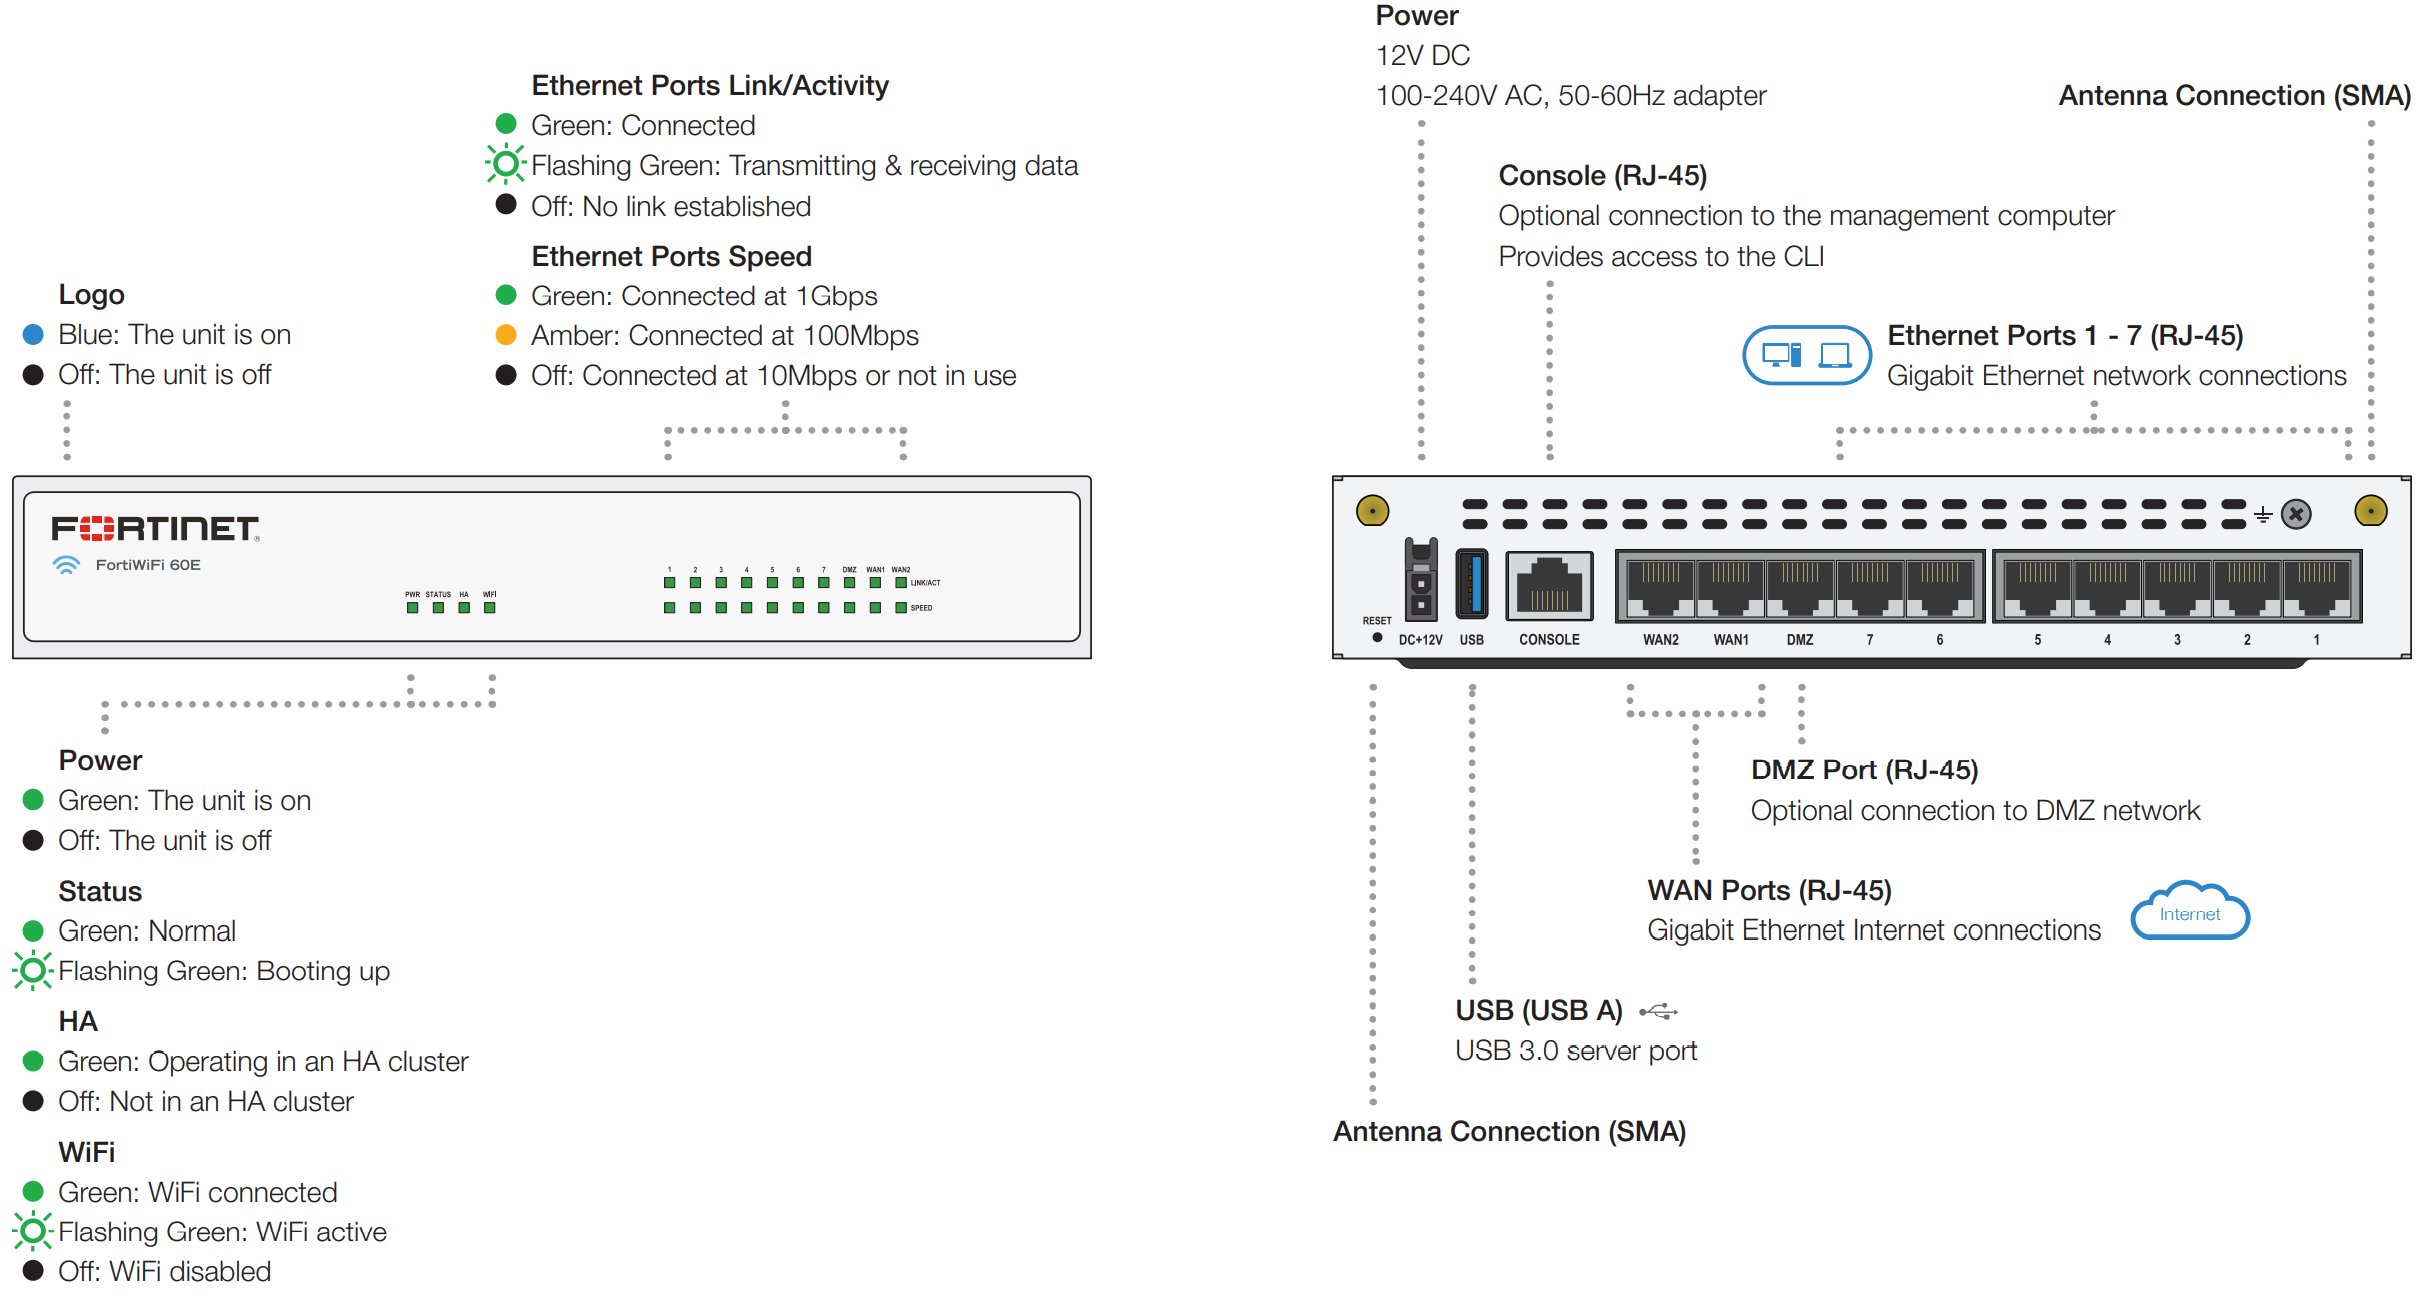 Ethernet Ports Link/Activity
Green: Connected
Flashing Green: Transmitting & receiving data
Off: No link established
Ethernet Ports Speed
Green: Connected at 1Gbps
Amber: Connected at 100Mbps
Off: Connected at 10Mbps or not in use
Logo
Blue: The unit is on
Off: The unit is off
FORTINET®
FortiWiFi 60E
PWR STATUS HA WIFI
1 2 3 4 5 6 7 DMZ WAN1 WAN2
LINK/ACT
SPEED
Power
Green: The unit is on
Off: The unit is off
Status
Green: Normal
Flashing Green: Booting up
HA
Green: Operating in an HA cluster
Off: Not in an HA cluster
WiFi
Green: WiFi connected
Flashing Green: WiFi active
Off: WiFi disabled
Power
12V DC
100-240V AC, 50-60Hz adapter
Antenna Connection (SMA)
Console (RJ-45)
Optional connection to the management computer
Provides access to the CLI
Ethernet Ports 1 - 7 (RJ-45)
Gigabit Ethernet network connections
RESET
DC+12V USB CONSOLE WAN2 WAN1 DMZ 7 6 5 4 3 2 1
DMZ Port (RJ-45)
Optional connection to DMZ network
WAN Ports (RJ-45)
Gigabit Ethernet Internet connections
Internet
USB (USB A)
USB 3.0 server port
Antenna Connection (SMA)